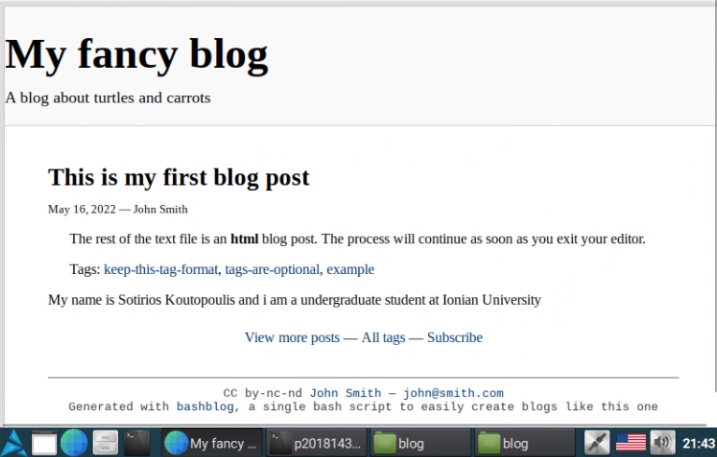 My fancy blog
A blog about turtles and carrots
This is my first blog post
May 16, 2022 — John Smith
The rest of the text file is an html blog post. The process will continue as soon as you exit your editor.
Tags: keep-this-tag-format, tags-are-optional, example
My name is Sotirios Koutopoulis and i am a undergraduate student at Ionian University
View more posts — All tags — Subscribe
CC by-nc-nd John Smith — john@smith.com
Generated with bashblog, a single bash script to easily create blogs like this one
My fancy ... p2018143... blog blog 21:43